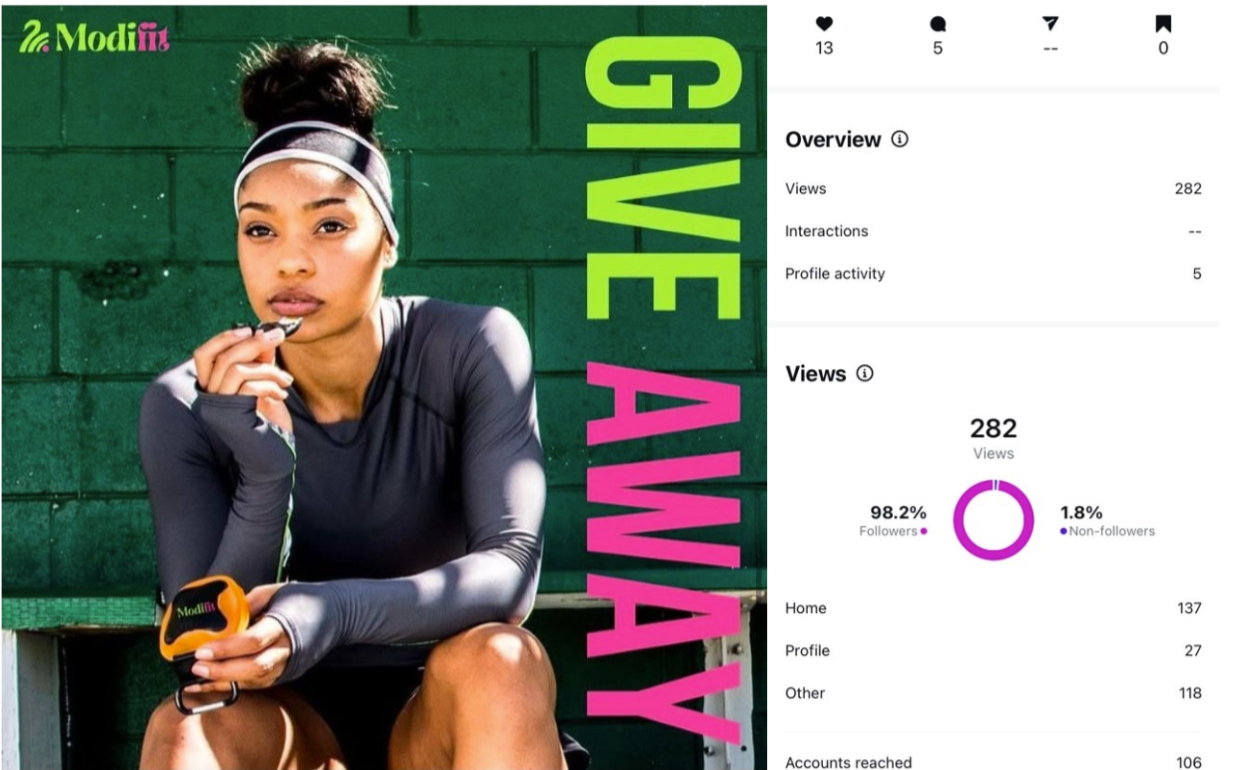 Modifit
GIVE AWAY
Modifit
13
5
--
0
Overview
Views 282
Interactions --
Profile activity 5
Views
282
Views
98.2%
Followers
1.8%
Non-followers
Home 137
Profile 27
Other 118
Accounts reached 106